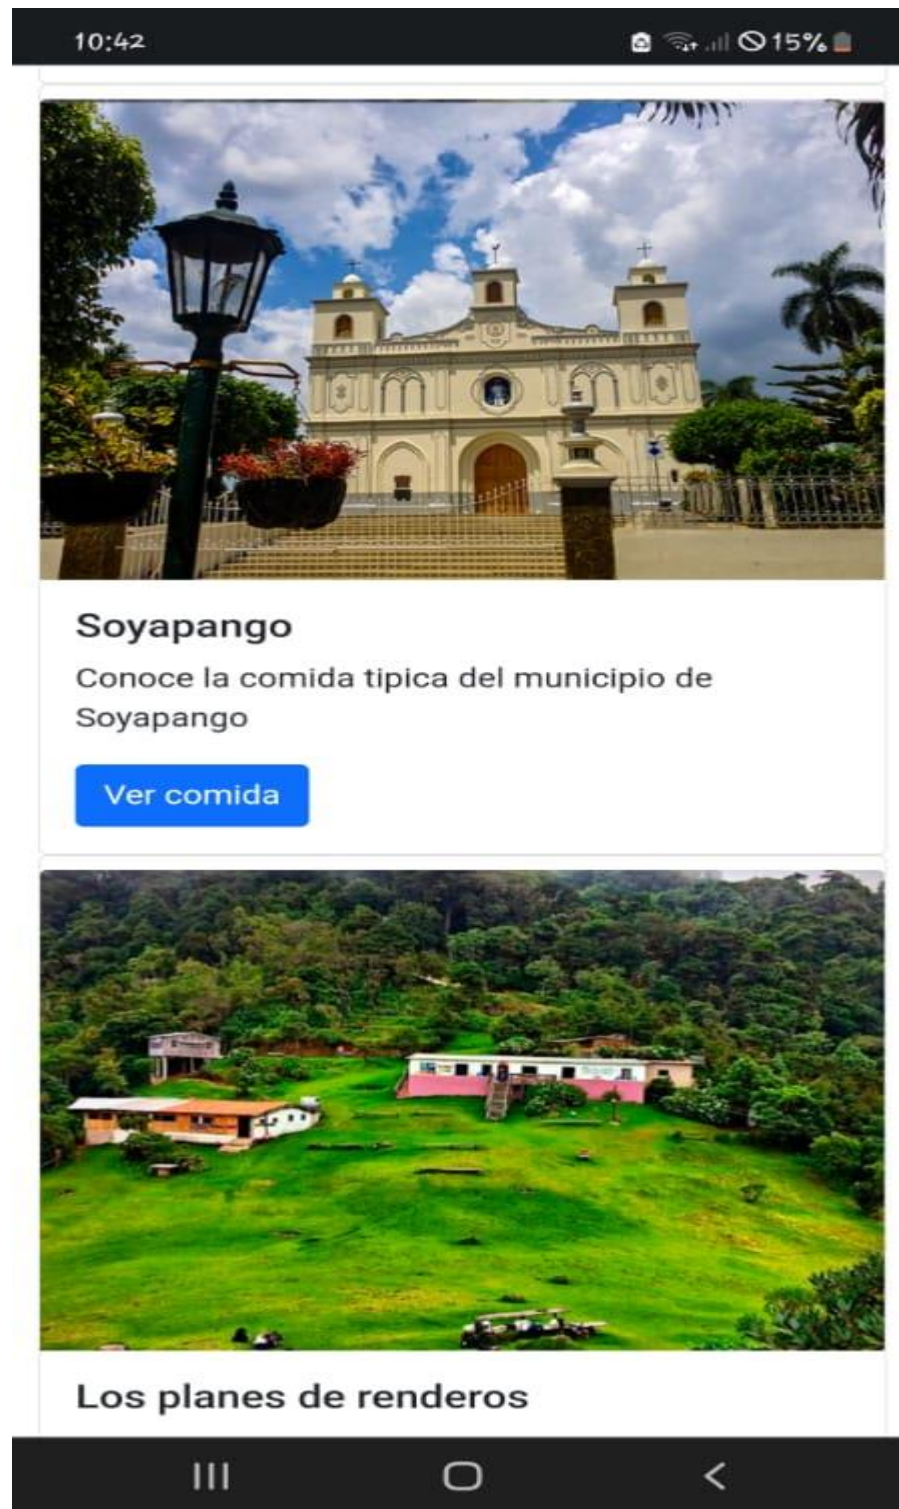 10:42
15%
Soyapango
Conoce la comida tipica del municipio de
Soyapango
Ver comida
Los planes de renderos